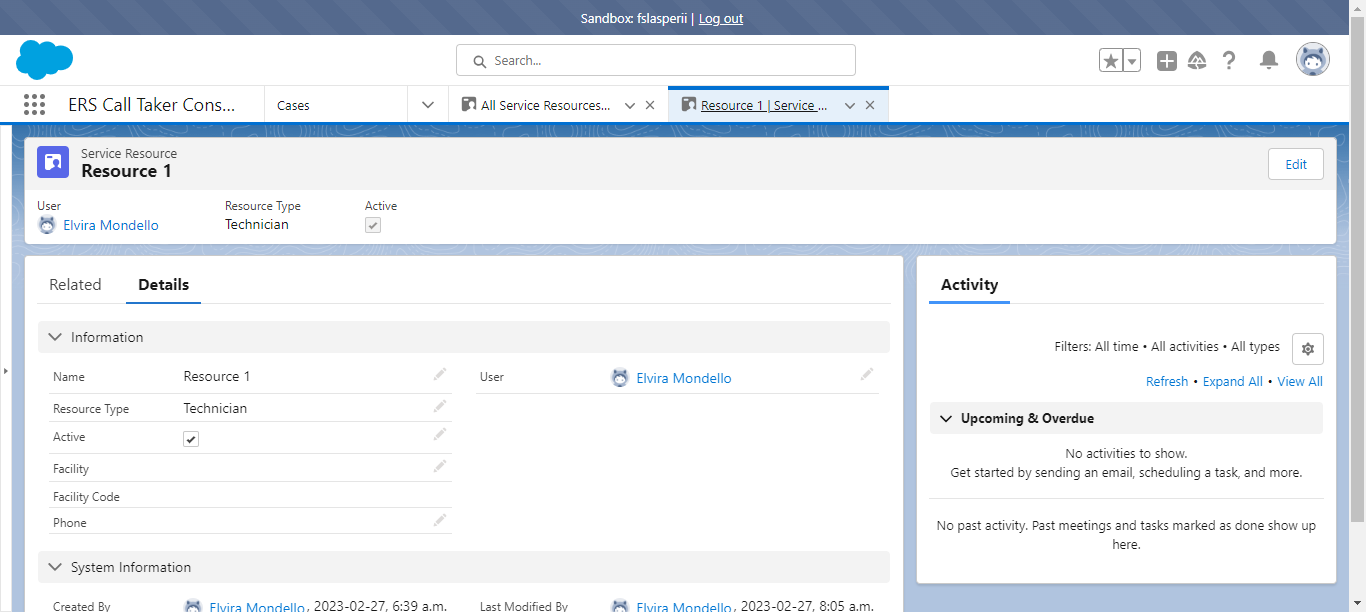 Sandbox: fslasperii | Log out
Search...
ERS Call Taker Cons...
Cases
All Service Resources...
Resource 1 | Service ...
Service Resource
Resource 1
Edit
User
Resource Type
Active
Elvira Mondello
Technician
Related
Details
Information
Name
Resource 1
User
Elvira Mondello
Resource Type
Technician
Active
Facility
Facility Code
Phone
System Information
Created By
Elvira Mondello, 2023-02-27, 6:39 a.m.
Last Modified By
Elvira Mondello, 2023-02-27, 8:05 a.m.
Activity
Filters: All time • All activities • All types
Refresh • Expand All • View All
Upcoming & Overdue
No activities to show.
Get started by sending an email, scheduling a task, and more.
No past activity. Past meetings and tasks marked as done show up
here.